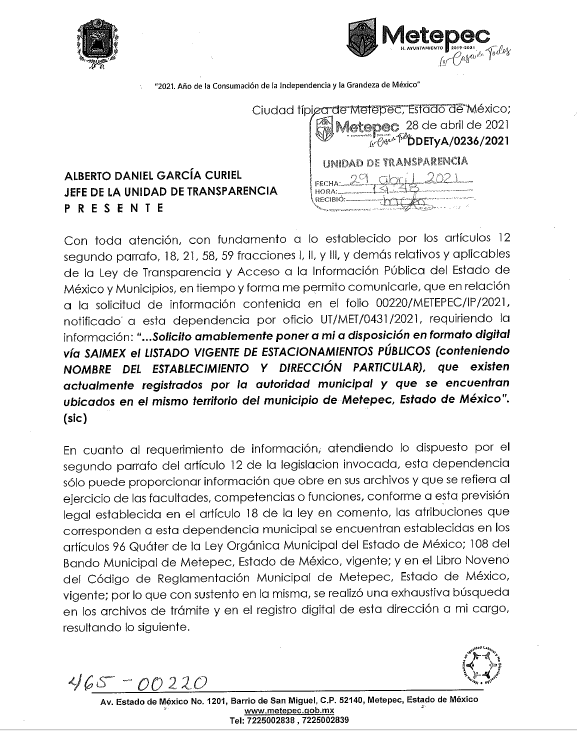 Metepec
H. AYUNTAMIENTO 2019-2021
La Casa de Todos
"2021. Año de la Consumación de la Independencia y la Grandeza de México"
Ciudad típica de Metepec, Estado de México;
28 de abril de 2021
DDETyA/0236/2021
Metepec
La Casa de Todos
UNIDAD DE TRANSPARENCIA
FECHA: 29 abril 2021
HORA: 14:48
RECIBIÓ:
ALBERTO DANIEL GARCÍA CURIEL
JEFE DE LA UNIDAD DE TRANSPARENCIA
P R E S E N T E
Con toda atención, con fundamento a lo establecido por los artículos 12
segundo parrafo, 18, 21, 58, 59 fracciones I, II, y III, y demás relativos y aplicables
de la Ley de Transparencia y Acceso a la Información Pública del Estado de
México y Municipios, en tiempo y forma me permito comunicarle, que en relación
a la solicitud de información contenida en el folio 00220/METEPEC/IP/2021,
notificado a esta dependencia por oficio UT/MET/0431/2021, requiriendo la
información: "...Solicito amablemente poner a mi a disposición en formato digital
vía SAIMEX el LISTADO VIGENTE DE ESTACIONAMIENTOS PÚBLICOS (conteniendo
NOMBRE DEL ESTABLECIMIENTO Y DIRECCIÓN PARTICULAR), que existen
actualmente registrados por la autoridad municipal y que se encuentran
ubicados en el mismo territorio del municipio de Metepec, Estado de México".
(sic)
En cuanto al requerimiento de información, atendiendo lo dispuesto por el
segundo parrafo del artículo 12 de la legislacion invocada, esta dependencia
sólo puede proporcionar información que obre en sus archivos y que se refiera al
ejercicio de las facultades, competencias o funciones, conforme a esta previsión
legal establecida en el artículo 18 de la ley en comento, las atribuciones que
corresponden a esta dependencia municipal se encuentran establecidas en los
artículos 96 Quáter de la Ley Orgánica Municipal del Estado de México; 108 del
Bando Municipal de Metepec, Estado de México, vigente; y en el Libro Noveno
del Código de Reglamentación Municipal de Metepec, Estado de México,
vigente; por lo que con sustento en la misma, se realizó una exhaustiva búsqueda
en los archivos de trámite y en el registro digital de esta dirección a mi cargo,
resultando lo siguiente.
465-00220
Av. Estado de México No. 1201, Barrio de San Miguel, C.P. 52140, Metepec, Estado de México
www.metepec.gob.mx
Tel: 7225002838 , 7225002839